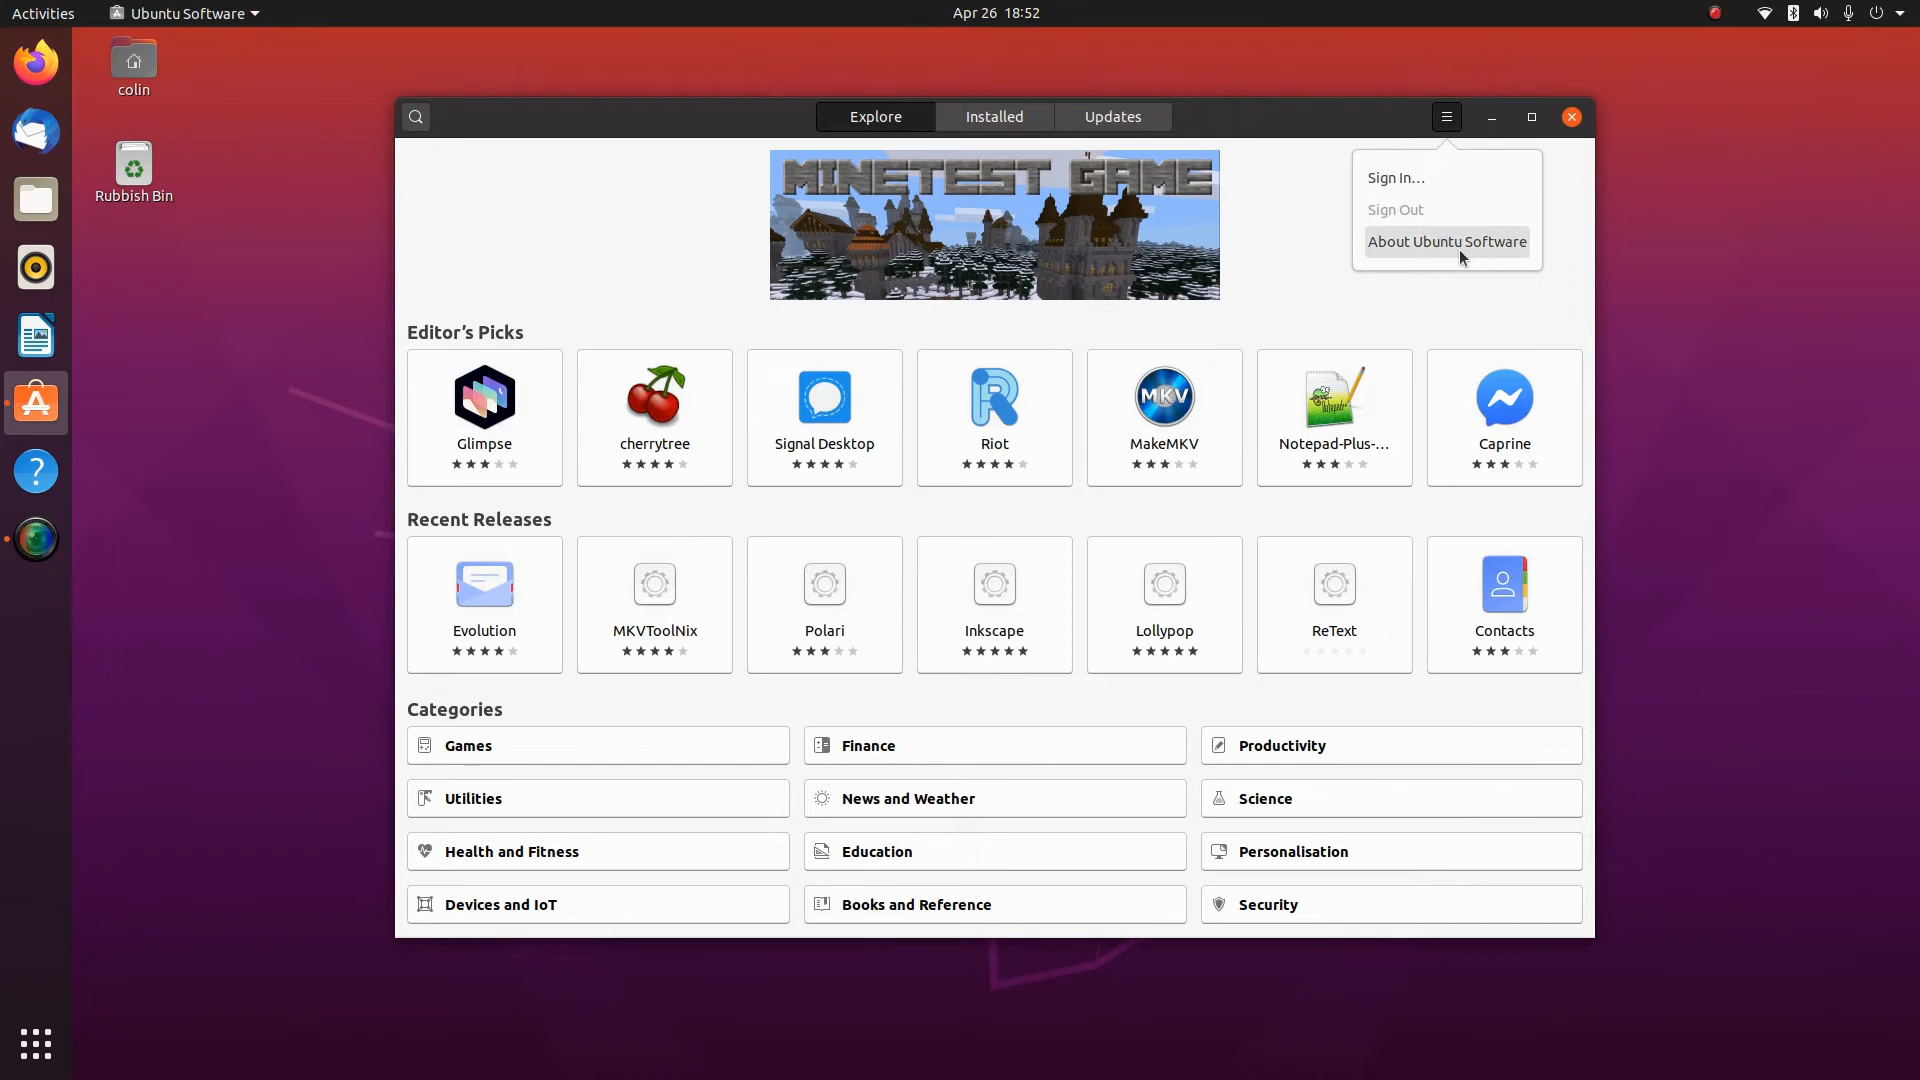 Activities
Ubuntu Software
Apr 26 18:52
colin
Rubbish Bin
Explore
Installed
Updates
MINETEST GAME
Sign In…
Sign Out
About Ubuntu Software
Editor’s Picks
Glimpse
cherrytree
Signal Desktop
Riot
MKV
MakeMKV
Notepad-Plus-…
Caprine
Recent Releases
Evolution
MKVToolNix
Polari
Inkscape
Lollypop
ReText
Contacts
Categories
Games
Finance
Productivity
Utilities
News and Weather
Science
Health and Fitness
Education
Personalisation
Devices and IoT
Books and Reference
Security